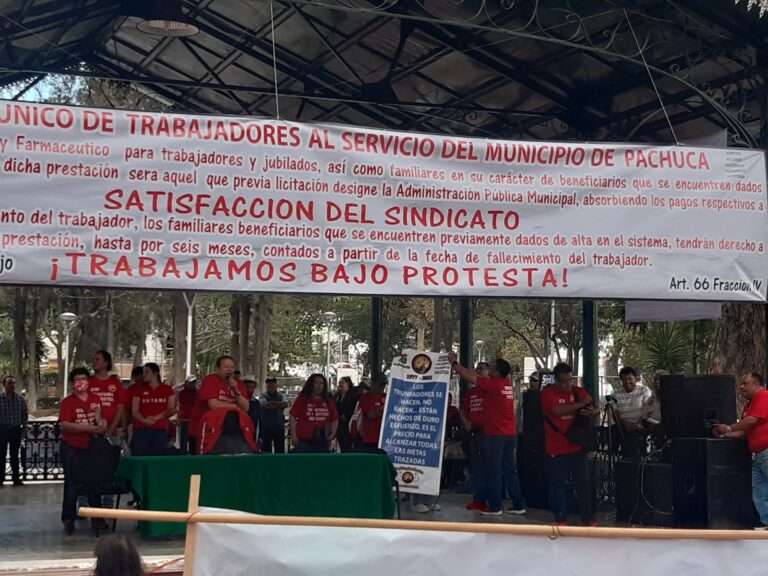 UNICO DE TRABAJADORES AL SERVICIO DEL MUNICIPIO DE PACHUCA
y Farmaceutico para trabajadores y jubilados, así como familiares en su carácter de beneficiarios que se encuentren dados
dicha prestación sera aquel que previa licitación designe la Administración Pública Municipal, absorbiendo los pagos respectivos a
SATISFACCION DEL SINDICATO
ento del trabajador, los familiares beneficiarios que se encuentren previamente dados de alta en el sistema, tendrán derecho a
prestación, hasta por seis meses, contados a partir de la fecha de fallecimiento del trabajador.
jo ¡TRABAJAMOS BAJO PROTESTA! Art. 66 Fracción IV
LOS
TRIUNFADORES SE
HACEN, NO
NACEN... ESTÁN
HECHOS DE DURO
ESFUERZO, ES EL
PRECIO PARA
ALCANZAR TODAS
LAS METAS
TRAZADAS